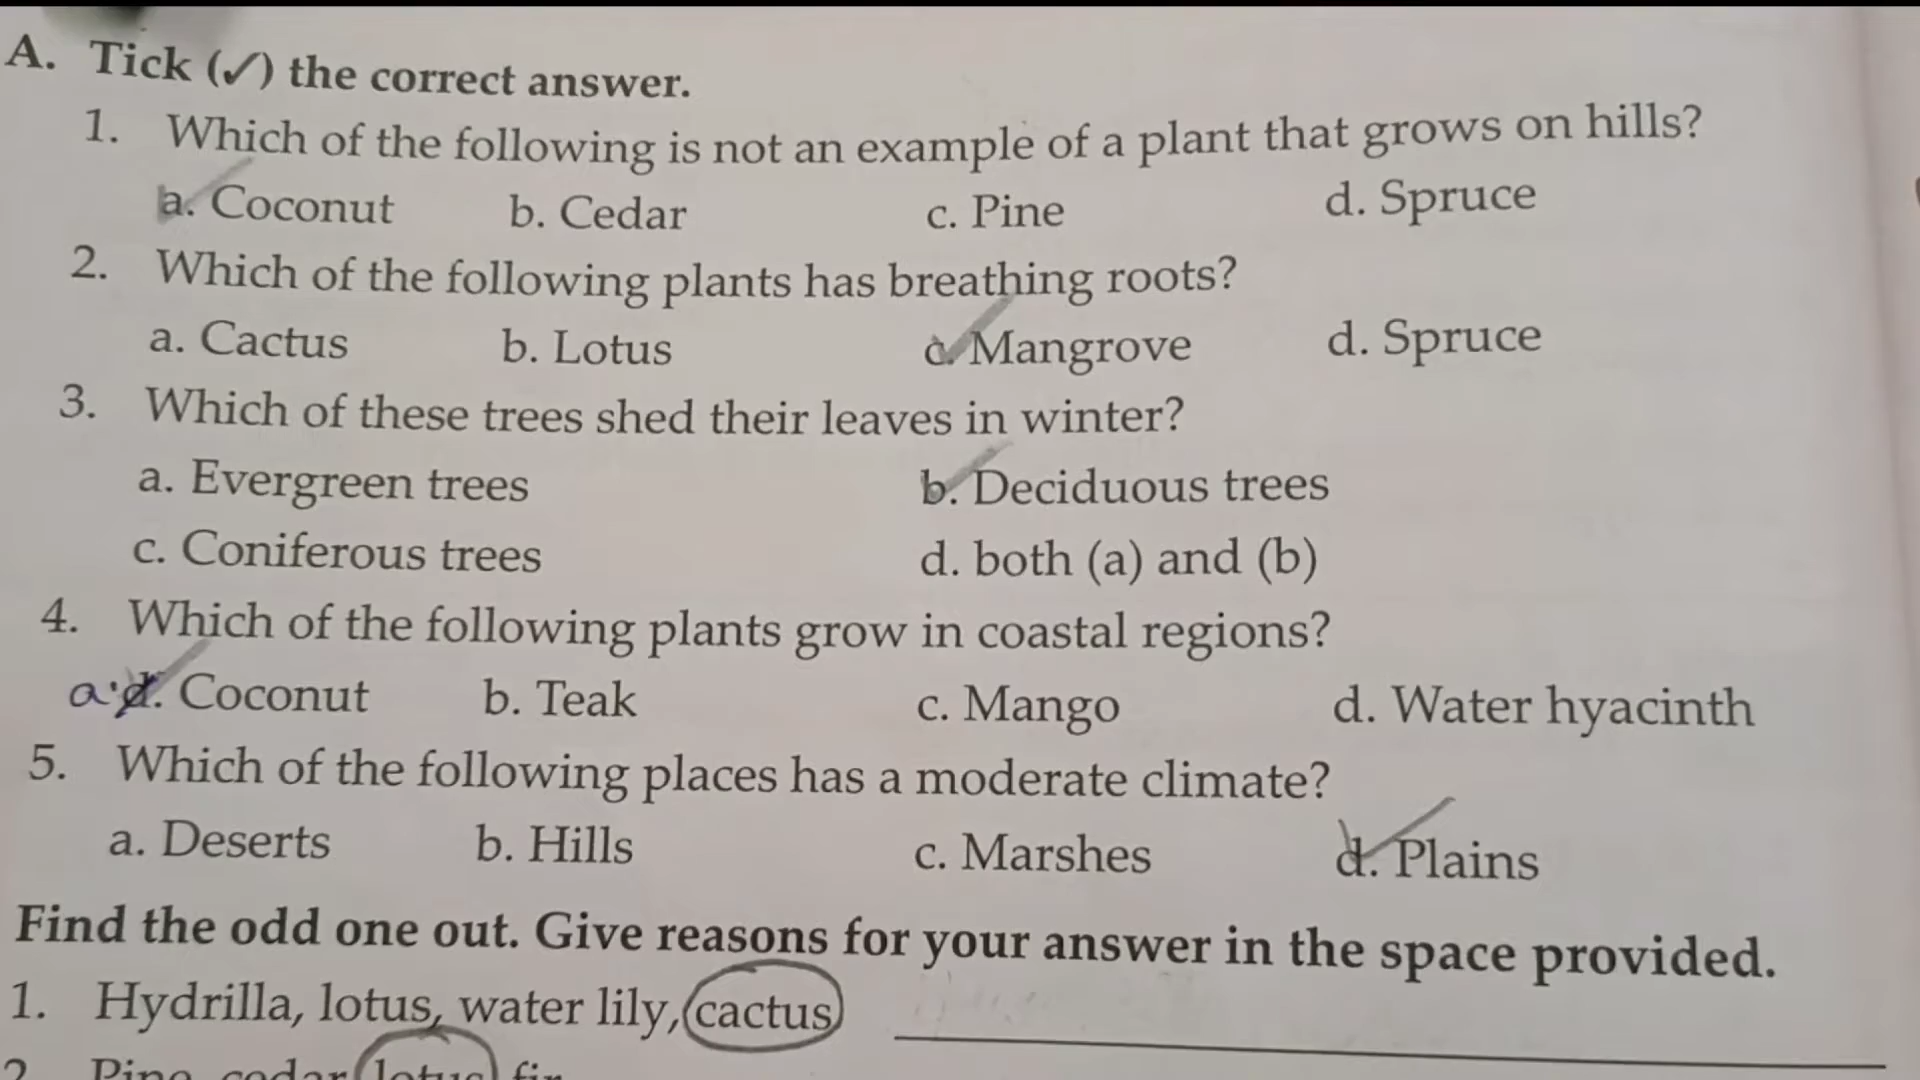 A. Tick (✓) the correct answer.
1. Which of the following is not an example of a plant that grows on hills?
a. Coconut b. Cedar c. Pine d. Spruce
2. Which of the following plants has breathing roots?
a. Cactus b. Lotus c. Mangrove d. Spruce
3. Which of these trees shed their leaves in winter?
a. Evergreen trees b. Deciduous trees
c. Coniferous trees d. both (a) and (b)
4. Which of the following plants grow in coastal regions?
a. d. Coconut b. Teak c. Mango d. Water hyacinth
5. Which of the following places has a moderate climate?
a. Deserts b. Hills c. Marshes d. Plains
Find the odd one out. Give reasons for your answer in the space provided.
1. Hydrilla, lotus, water lily, cactus
2. Pine, cedar, lotus, fir